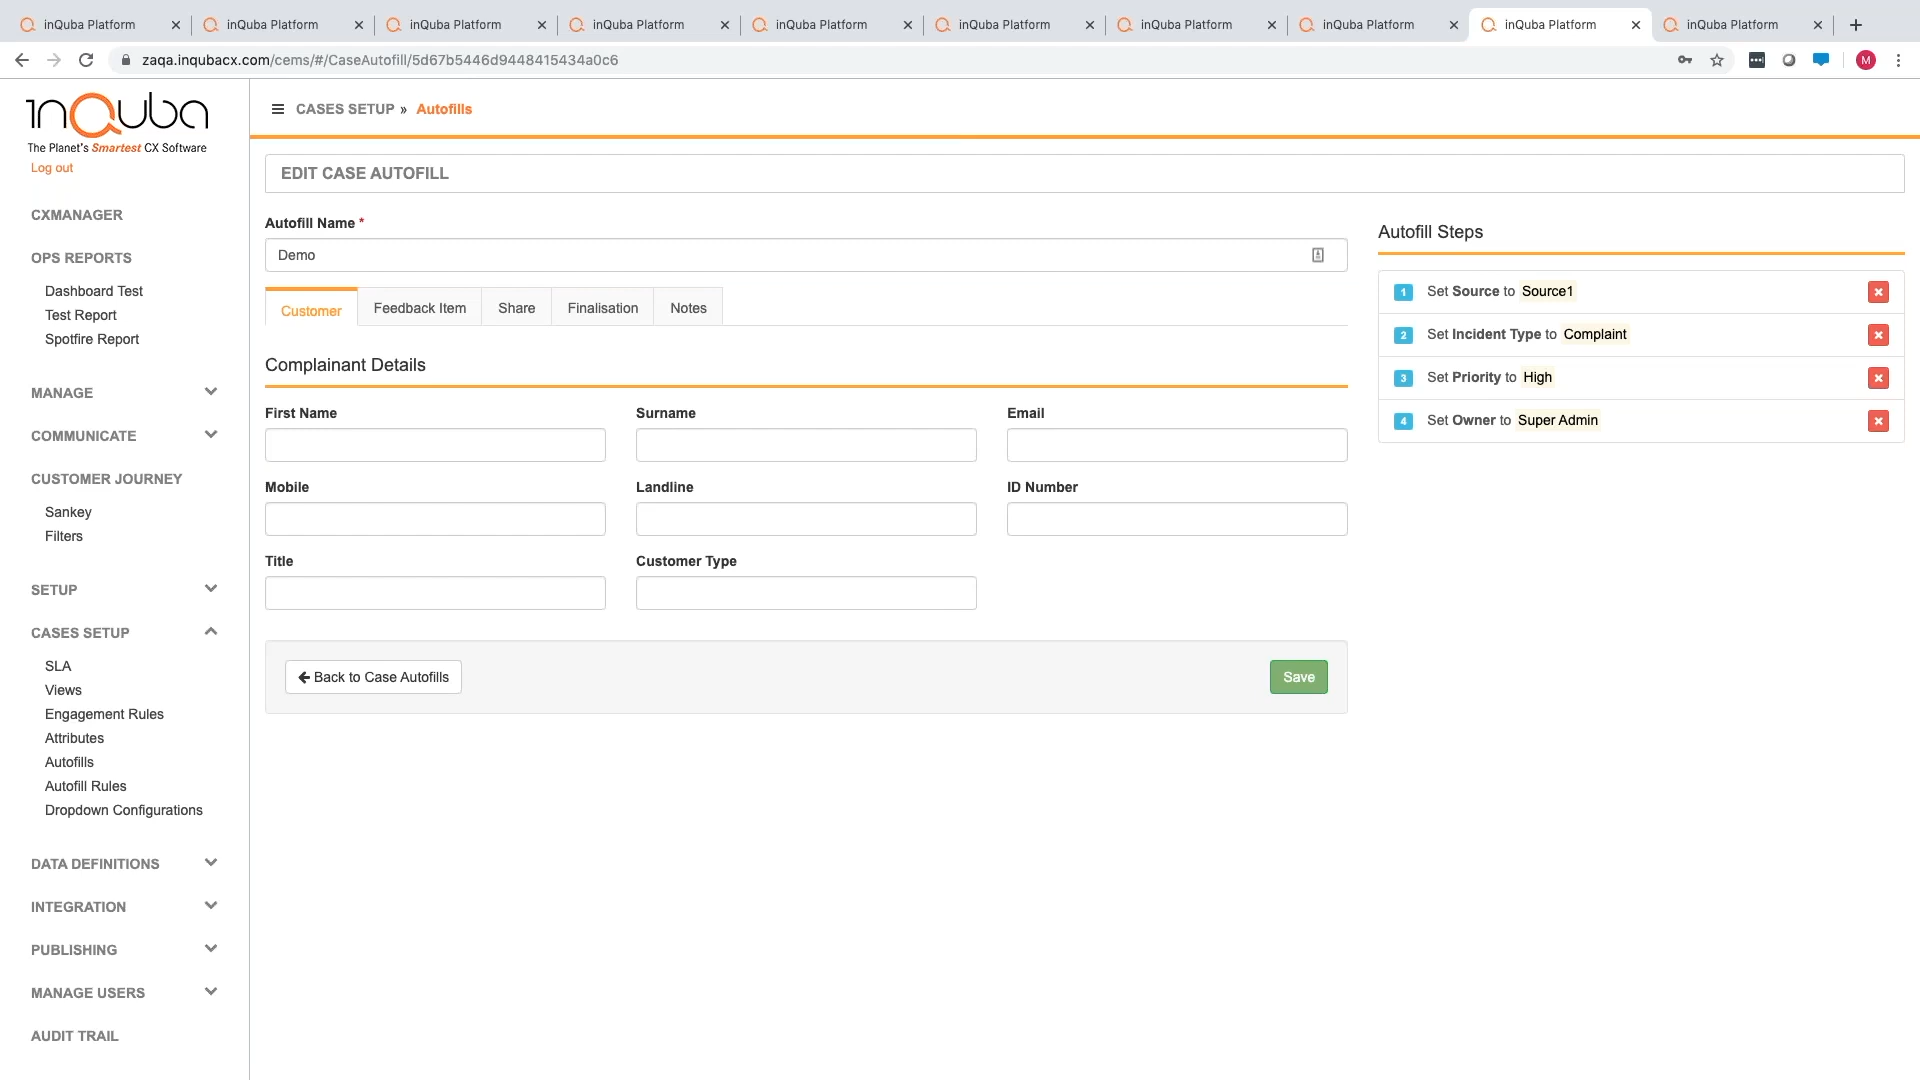 inQuba Platform
inQuba Platform
inQuba Platform
inQuba Platform
inQuba Platform
inQuba Platform
inQuba Platform
inQuba Platform
inQuba Platform
inQuba Platform
zaqa.inqubacx.com/cems/#/CaseAutofill/5d67b5446d9448415434a0c6
M
inQuba
The Planet's Smartest CX Software
Log out
CXMANAGER
OPS REPORTS
Dashboard Test
Test Report
Spotfire Report
MANAGE
COMMUNICATE
CUSTOMER JOURNEY
Sankey
Filters
SETUP
CASES SETUP
SLA
Views
Engagement Rules
Attributes
Autofills
Autofill Rules
Dropdown Configurations
DATA DEFINITIONS
INTEGRATION
PUBLISHING
MANAGE USERS
AUDIT TRAIL
CASES SETUP » Autofills
EDIT CASE AUTOFILL
Autofill Name *
Demo
Customer
Feedback Item
Share
Finalisation
Notes
Complainant Details
First Name
Surname
Email
Mobile
Landline
ID Number
Title
Customer Type
Back to Case Autofills
Save
Autofill Steps
1 Set Source to Source1
2 Set Incident Type to Complaint
3 Set Priority to High
4 Set Owner to Super Admin